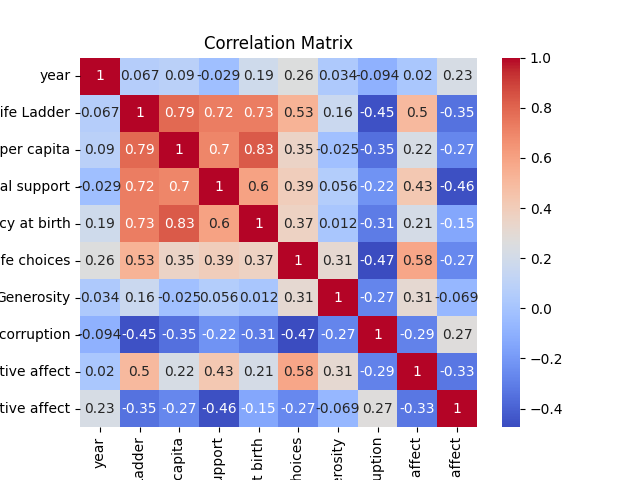 Correlation Matrix
year 1 0.067 0.09 -0.029 0.19 0.26 0.034 -0.094 0.02 0.23
ife Ladder 0.067 1 0.79 0.72 0.73 0.53 0.16 -0.45 0.5 -0.35
per capita 0.09 0.79 1 0.7 0.83 0.35 -0.025 -0.35 0.22 -0.27
al support -0.029 0.72 0.7 1 0.6 0.39 0.056 -0.22 0.43 -0.46
cy at birth 0.19 0.73 0.83 0.6 1 0.37 0.012 -0.31 0.21 -0.15
fe choices 0.26 0.53 0.35 0.39 0.37 1 0.31 -0.47 0.58 -0.27
Generosity 0.034 0.16 -0.025 0.056 0.012 0.31 1 -0.27 0.31 -0.069
corruption -0.094 -0.45 -0.35 -0.22 -0.31 -0.47 -0.27 1 -0.29 0.27
tive affect 0.02 0.5 0.22 0.43 0.21 0.58 0.31 -0.29 1 -0.33
tive affect 0.23 -0.35 -0.27 -0.46 -0.15 -0.27 -0.069 0.27 -0.33 1
year
adder
capita
upport
t birth
hoices
erosity
uption
affect
affect
1.0
0.8
0.6
0.4
0.2
0.0
−0.2
−0.4